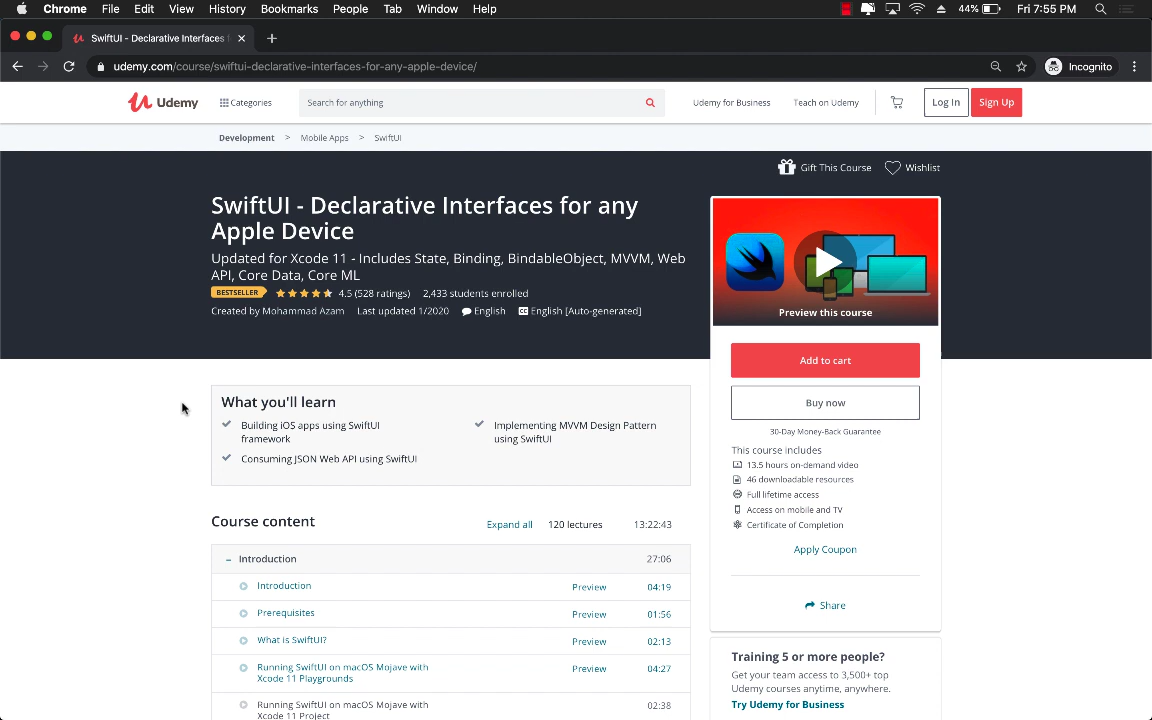 Chrome File Edit View History Bookmarks People Tab Window Help 44% Fri 7:55 PM
SwiftUI - Declarative Interfaces
udemy.com/course/swiftui-declarative-interfaces-for-any-apple-device/ Incognito
Udemy Categories Search for anything Udemy for Business Teach on Udemy Log In Sign Up
Development > Mobile Apps > SwiftUI
Gift This Course Wishlist
SwiftUI - Declarative Interfaces for any
Apple Device
Updated for Xcode 11 - Includes State, Binding, BindableObject, MVVM, Web
API, Core Data, Core ML
BESTSELLER 4.5 (528 ratings) 2,433 students enrolled
Created by Mohammad Azam Last updated 1/2020 English CC English [Auto-generated]
Preview this course
Add to cart
Buy now
30-Day Money-Back Guarantee
This course includes
13.5 hours on-demand video
46 downloadable resources
Full lifetime access
Access on mobile and TV
Certificate of Completion
Apply Coupon
Share
Training 5 or more people?
Get your team access to 3,500+ top
Udemy courses anytime, anywhere.
Try Udemy for Business
What you'll learn
Building iOS apps using SwiftUI
framework
Consuming JSON Web API using SwiftUI
Implementing MVVM Design Pattern
using SwiftUI
Course content Expand all 120 lectures 13:22:43
– Introduction 27:06
Introduction Preview 04:19
Prerequisites Preview 01:56
What is SwiftUI? Preview 02:13
Running SwiftUI on macOS Mojave with Preview 04:27
Xcode 11 Playgrounds
Running SwiftUI on macOS Mojave with 02:38
Xcode 11 Project